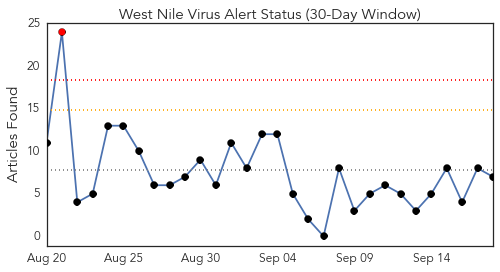 West Nile Virus Alert Status (30-Day Window)
Articles Found
25
20
15
10
5
0
Aug 20 Aug 25 Aug 30 Sep 04 Sep 09 Sep 14